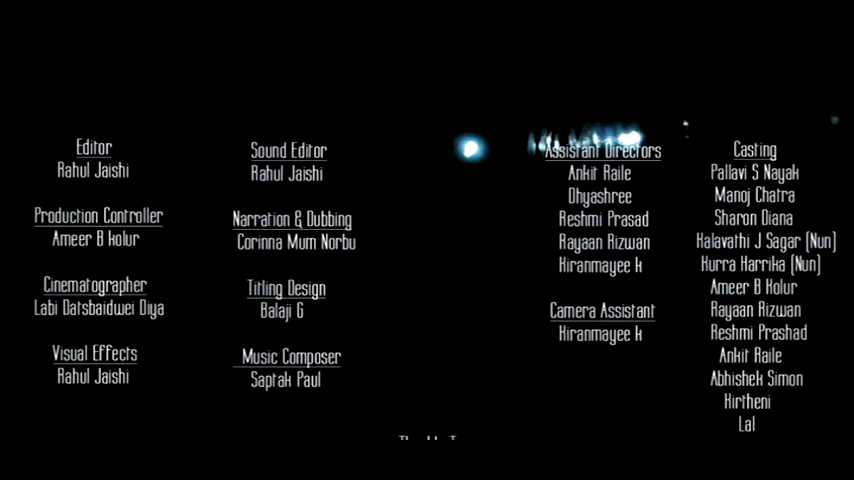 Editor
Rahul Jaishi
Production Controller
Ameer B Kolur
Cinematographer
Labi Datsbaidwei Diya
Visual Effects
Rahul Jaishi
Sound Editor
Rahul Jaishi
Narration & Dubbing
Corinna Mum Norbu
Titling Design
Balaji G
Music Composer
Saptak Paul
Assistant Directors
Ankit Raile
Dhyashree
Reshmi Prasad
Rayaan Rizwan
Kiranmayee k
Camera Assistant
Kiranmayee k
Casting
Pallavi S Nayak
Manoj Chatra
Sharon Diana
Kalavathi J Sagar (Nun)
Kurra Harrika (Nun)
Ameer B Kolur
Rayaan Rizwan
Reshmi Prashad
Ankit Raile
Abhishek Simon
Kirtheni
Lal